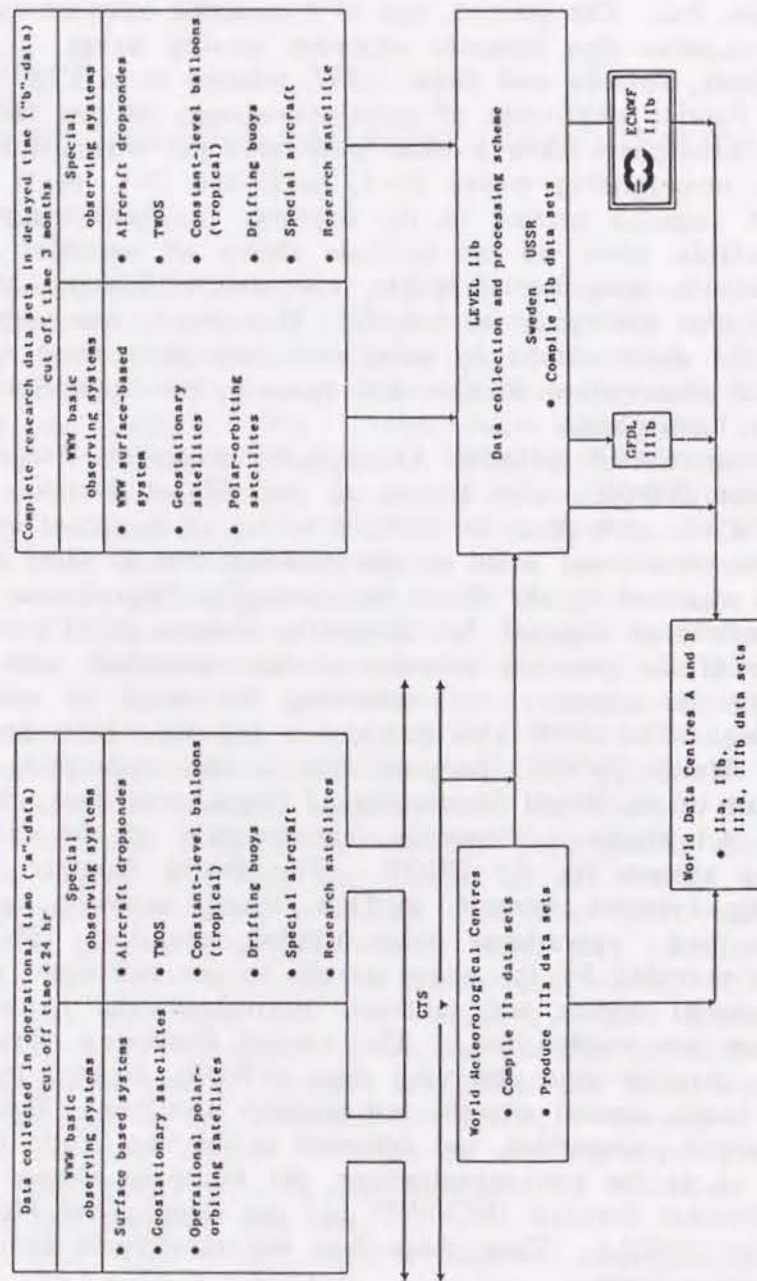 Data collected in operational time ("a"-data)
cut off time 24 hr
WWW basic
observing systems
Special
observing systems
• Surface based systems
• Geostationary satellites
• Operational polar-
orbiting satellites
• Aircraft dropsondes
• TWOS
• Constant-level balloons
(tropical)
• Drifting buoys
• Special aircraft
• Research satellites
Complete research data sets in delayed time ("b"-data)
cut off time 3 months
WWW basic
observing systems
Special
observing systems
• WWW surface-based
system
• Geostationary
satellites
• Polar-orbiting
satellites
• Aircraft dropsondes
• TWOS
• Constant-level balloons
(tropical)
• Drifting buoys
• Special aircraft
• Research satellite
GTS
World Meteorological Centres
• Compile IIa data sets
• Produce IIIa data
LEVEL IIb
Data collection and processing scheme
Sweden USSR
• Compile IIb data sets
GFDL
IIIb
ECMWF
IIIb
World Data Centres A and B
• IIa, IIb,
IIIa, IIIb data sets